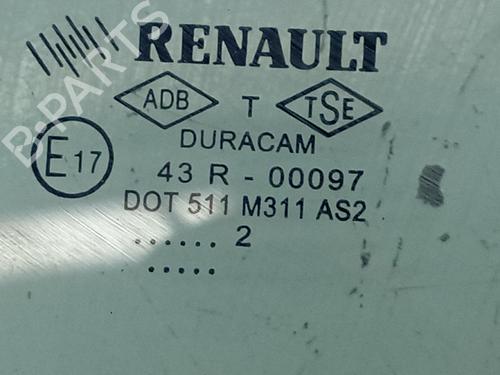 RENAULT
ADB T TSE
DURACAM
E 17
43 R - 00097
DOT 511 M311 AS2
...... 2
.....
B-PARTS